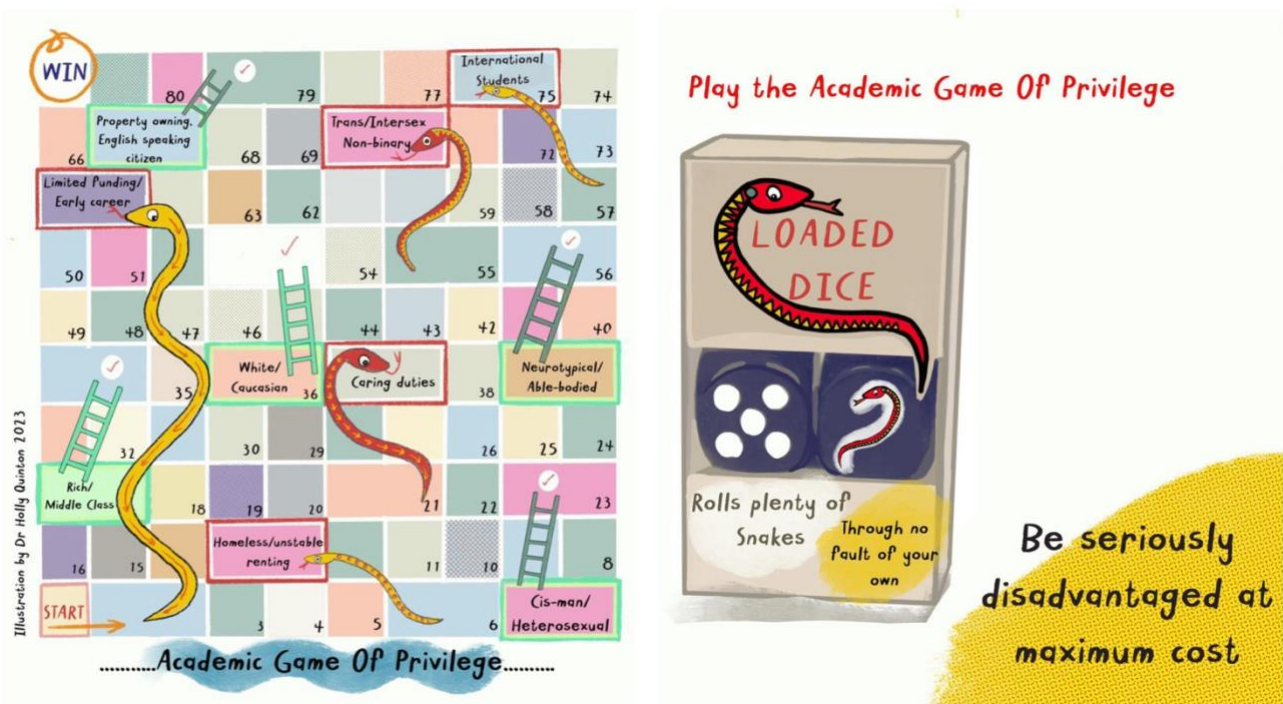 WIN
80
79
77
International
Students
75
74
Property owning,
English speaking
citizen
66
68
69
Trans/Intersex
Non-binary
72
73
Limited funding/
Early career
63
62
59
58
57
50
51
54
55
56
49
48
47
46
44
43
42
40
35
White/
Caucasian
36
Caring duties
38
Neurotypical/
Able-bodied
32
30
29
26
25
24
Rich/
Middle Class
18
19
20
21
22
23
16
15
Homeless/unstable
renting
11
10
8
START
3
4
5
6
Cis-man/
Heterosexual
..........Academic Game Of Privilege.........
Illustration by Dr Holly Quinton 2023
Play the Academic Game Of Privilege
LOADED
DICE
Rolls plenty of
Snakes
Through no
fault of your
own
Be seriously
disadvantaged at
maximum cost